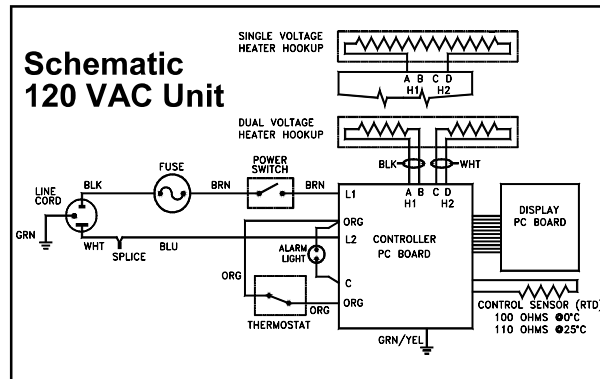 Schematic
120 VAC Unit
SINGLE VOLTAGE
HEATER HOOKUP
A B C D
H1 H2
DUAL VOLTAGE
HEATER HOOKUP
BLK
WHT
A B C D
H1 H2
LINE
CORD
BLK
FUSE
BRN
POWER
SWITCH
BRN
L1
ORG
L2
C
ORG
CONTROLLER
PC BOARD
DISPLAY
PC BOARD
GRN
WHT
SPLICE
BLU
ALARM
LIGHT
ORG
ORG
THERMOSTAT
GRN/YEL
CONTROL SENSOR (RTD)
100 OHMS @0°C
110 OHMS @25°C